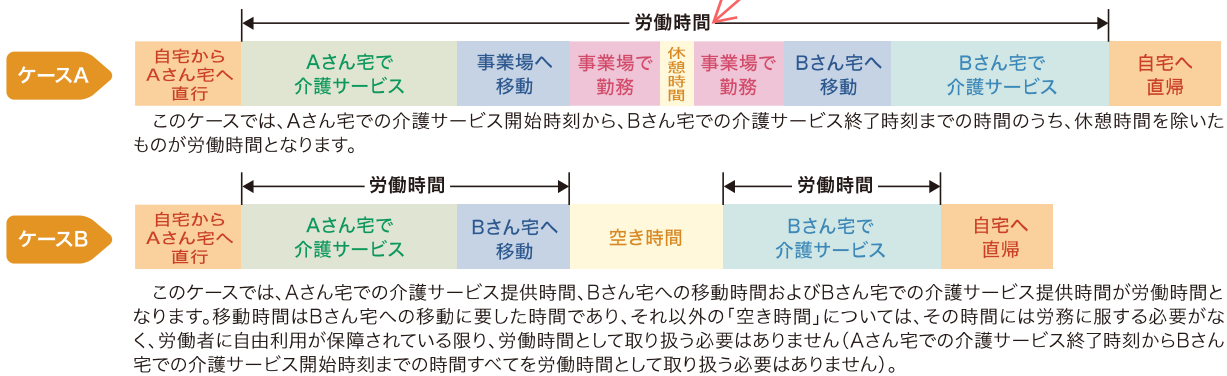 労働時間
ケースA
自宅から
Aさん宅へ
直行
Aさん宅で
介護サービス
事業場へ
移動
事業場で
勤務
休憩時間
事業場で
勤務
Bさん宅へ
移動
Bさん宅で
介護サービス
自宅へ
直帰
このケースでは、Aさん宅での介護サービス開始時刻から、Bさん宅での介護サービス終了時刻までの時間のうち、休憩時間を除いた
ものが労働時間となります。
労働時間
労働時間
ケースB
自宅から
Aさん宅へ
直行
Aさん宅で
介護サービス
Bさん宅へ
移動
空き時間
Bさん宅で
介護サービス
自宅へ
直帰
このケースでは、Aさん宅での介護サービス提供時間、Bさん宅への移動時間およびBさん宅での介護サービス提供時間が労働時間と
なります。移動時間はBさん宅への移動に要した時間であり、それ以外の「空き時間」については、その時間には労務に服する必要がな
く、労働者に自由利用が保障されている限り、労働時間として取り扱う必要はありません(Aさん宅での介護サービス終了時刻からBさん
宅での介護サービス開始時刻までの時間すべてを労働時間として取り扱う必要はありません)。